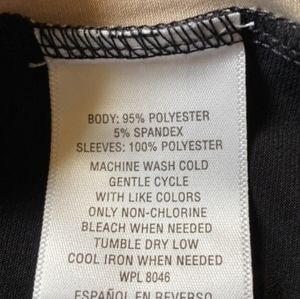 BODY: 95% POLYESTER
5% SPANDEX
SLEEVES: 100% POLYESTER
MACHINE WASH COLD
GENTLE CYCLE
WITH LIKE COLORS
ONLY NON-CHLORINE
BLEACH WHEN NEEDED
TUMBLE DRY LOW
COOL IRON WHEN NEEDED
WPL 8046
ESPAÑOL EN REVERSO